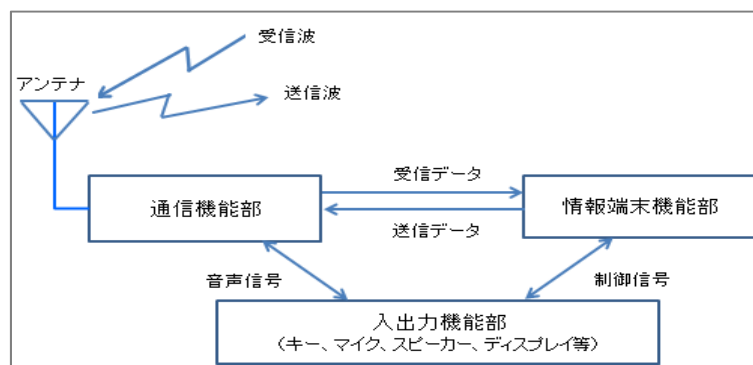 受信波
アンテナ
送信波
受信データ
通信機能部
情報端末機能部
送信データ
音声信号
制御信号
入出力機能部
（キー、マイク、スピーカー、ディスプレイ等）